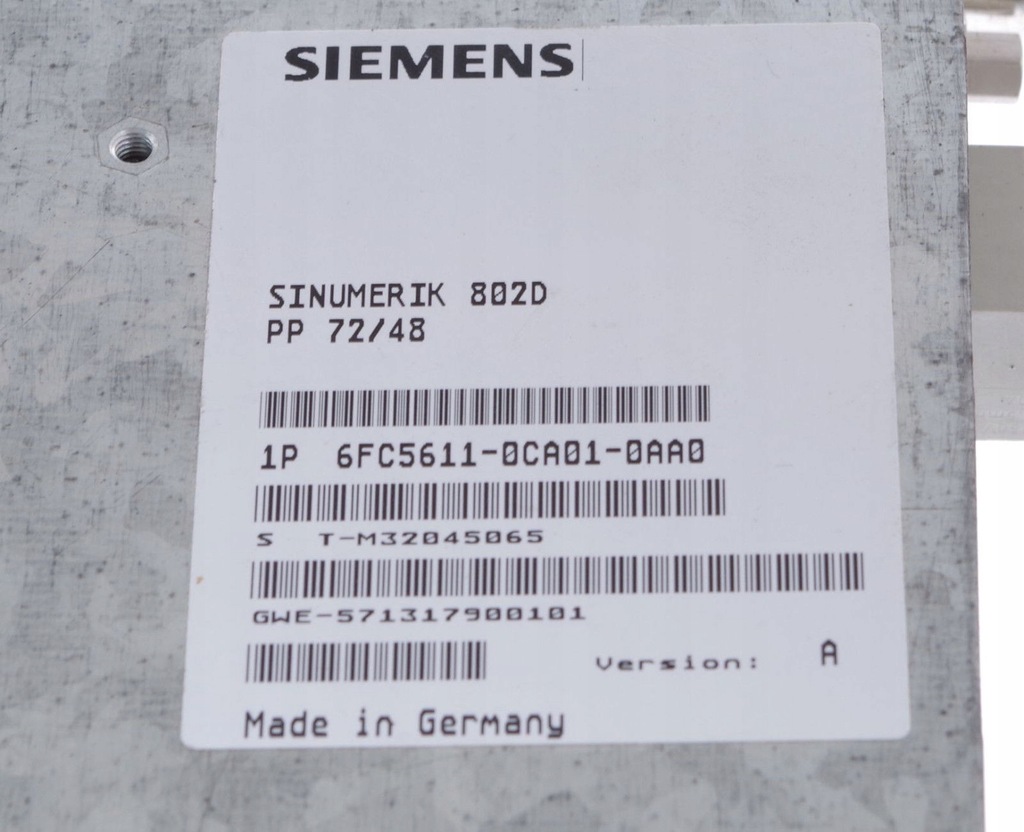 SIEMENS
SINUMERIK 802D
PP 72/48
1P 6FC5611-0CA01-0AA0
S T-M32045065
GWE-571317900101
Version: A
Made in Germany